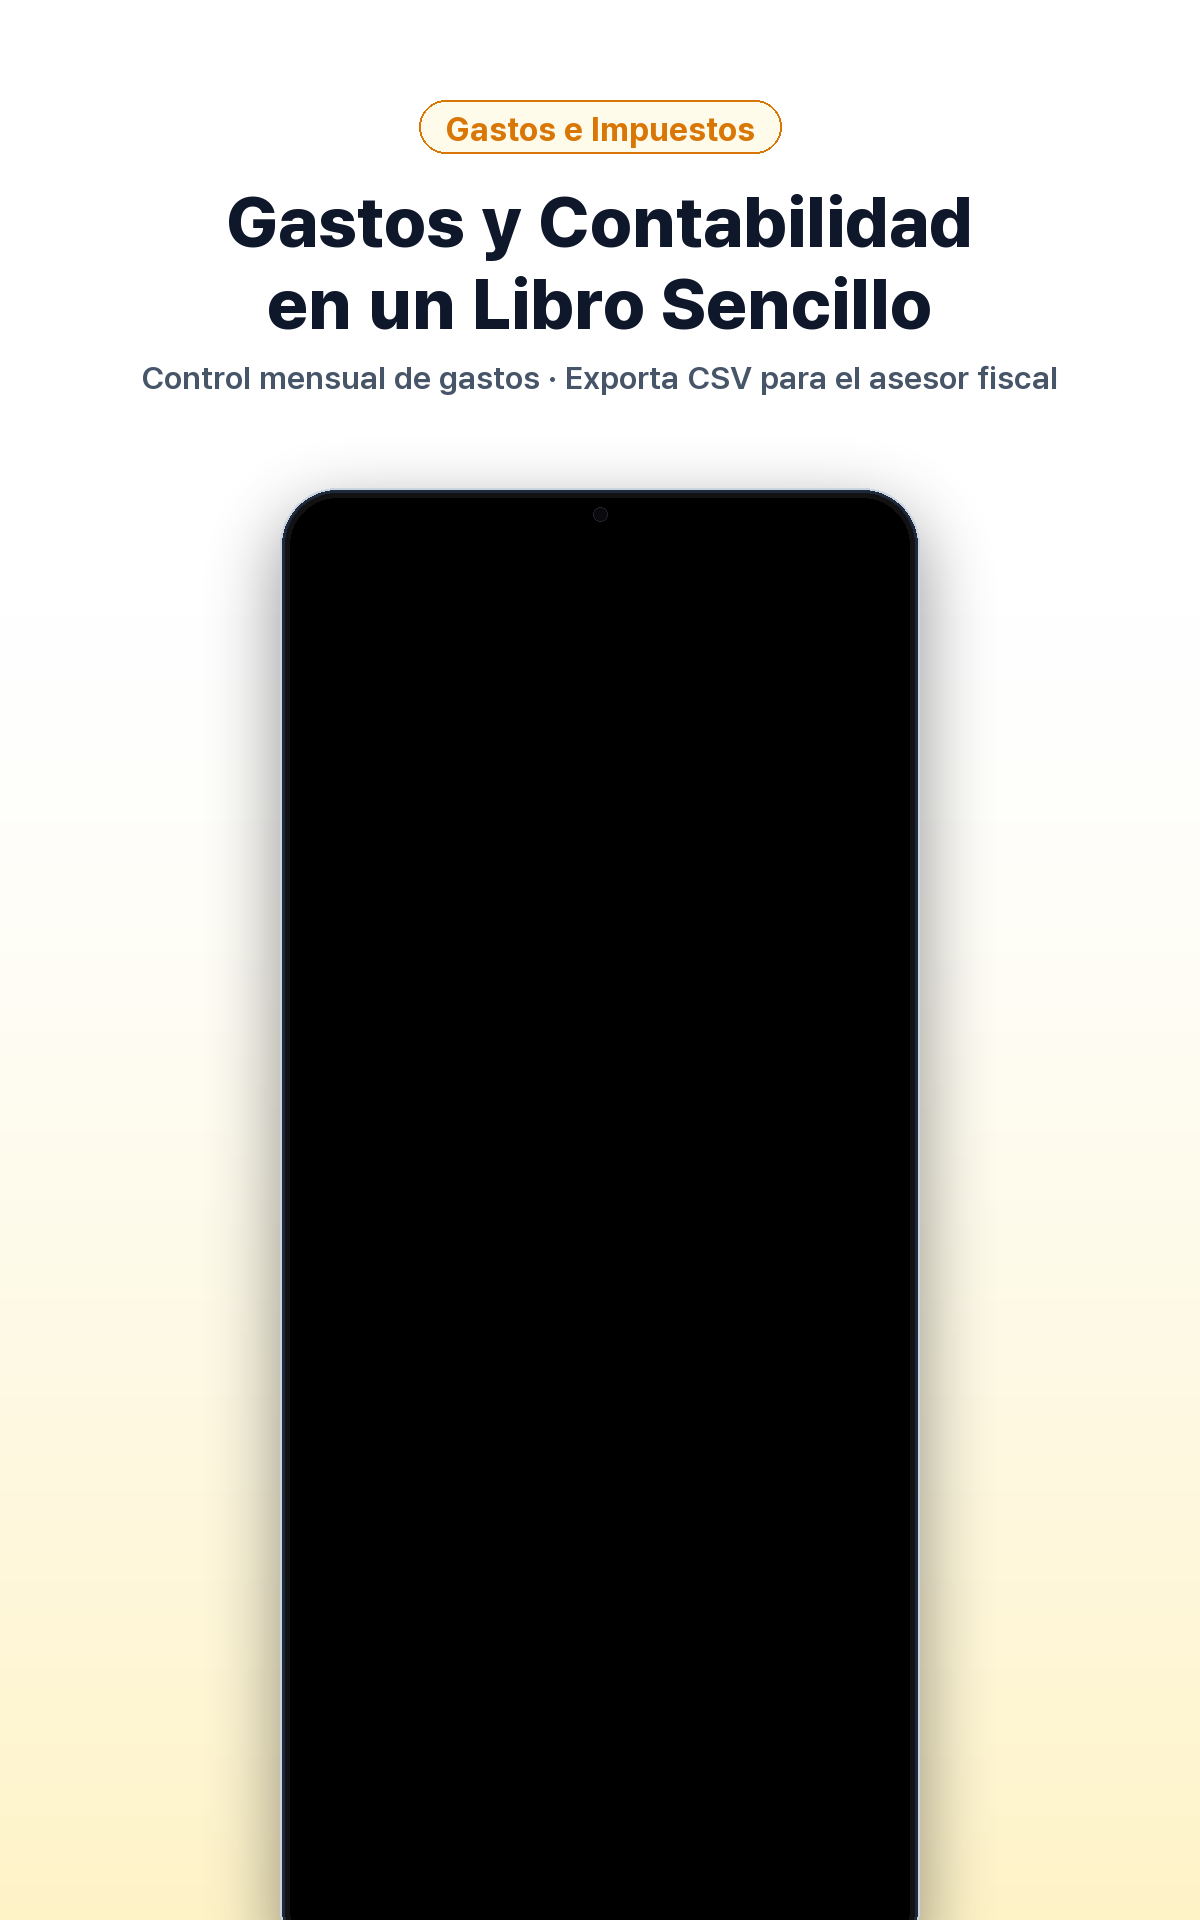 Gastos e Impuestos
Gastos y Contabilidad
en un Libro Sencillo
Control mensual de gastos · Exporta CSV para el asesor fiscal